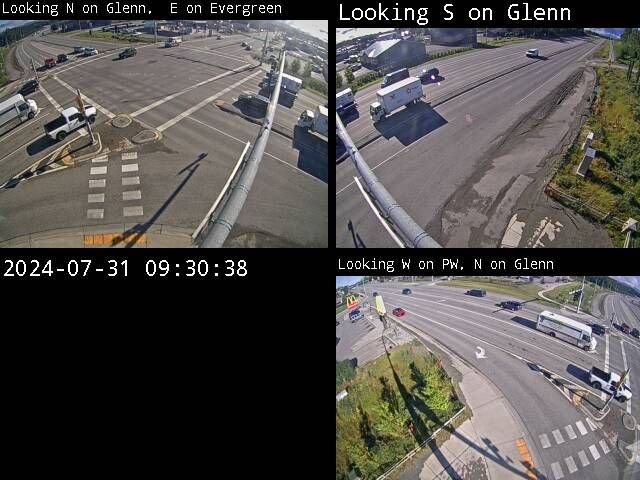 Looking N on Glenn,  E on Evergreen
Looking S on Glenn
2024-07-31 09:30:38
Looking W on PW, N on Glenn